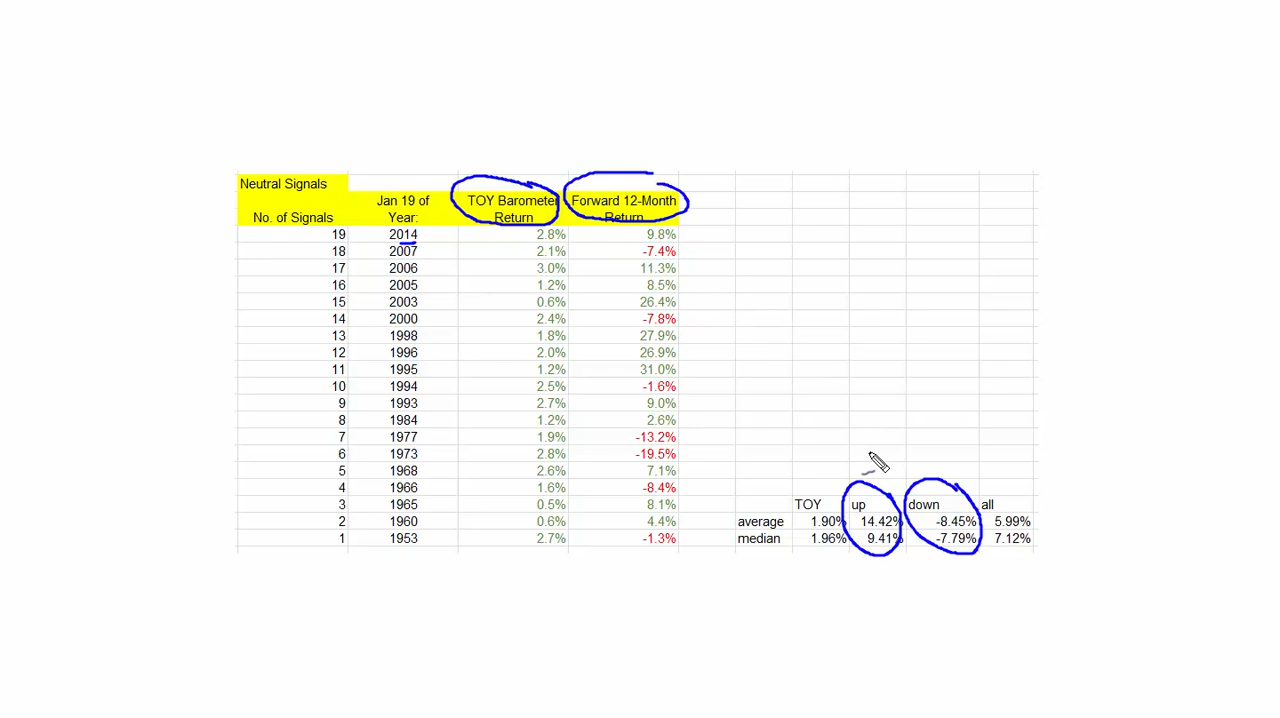 Neutral Signals
No. of Signals Jan 19 of Year: TOY Barometer Return Forward 12-Month Return
19 2014 2.8% 9.8%
18 2007 2.1% -7.4%
17 2006 3.0% 11.3%
16 2005 1.2% 8.5%
15 2003 0.6% 26.4%
14 2000 2.4% -7.8%
13 1998 1.8% 27.9%
12 1996 2.0% 26.9%
11 1995 1.2% 31.0%
10 1994 2.5% -1.6%
9 1993 2.7% 9.0%
8 1984 1.2% 2.6%
7 1977 1.9% -13.2%
6 1973 2.8% -19.5%
5 1968 2.6% 7.1%
4 1966 1.6% -8.4%
3 1965 0.5% 8.1% TOY up down all
2 1960 0.6% 4.4% average 1.90% 14.42% -8.45% 5.99%
1 1953 2.7% -1.3% median 1.96% 9.41% -7.79% 7.12%